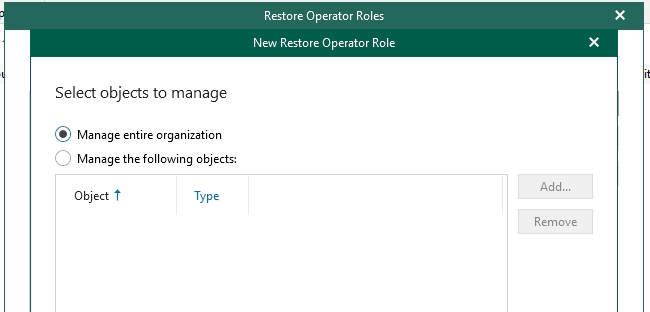 Restore Operator Roles
New Restore Operator Role
Select objects to manage
Manage entire organization
Manage the following objects:
Object Type
Add...
Remove